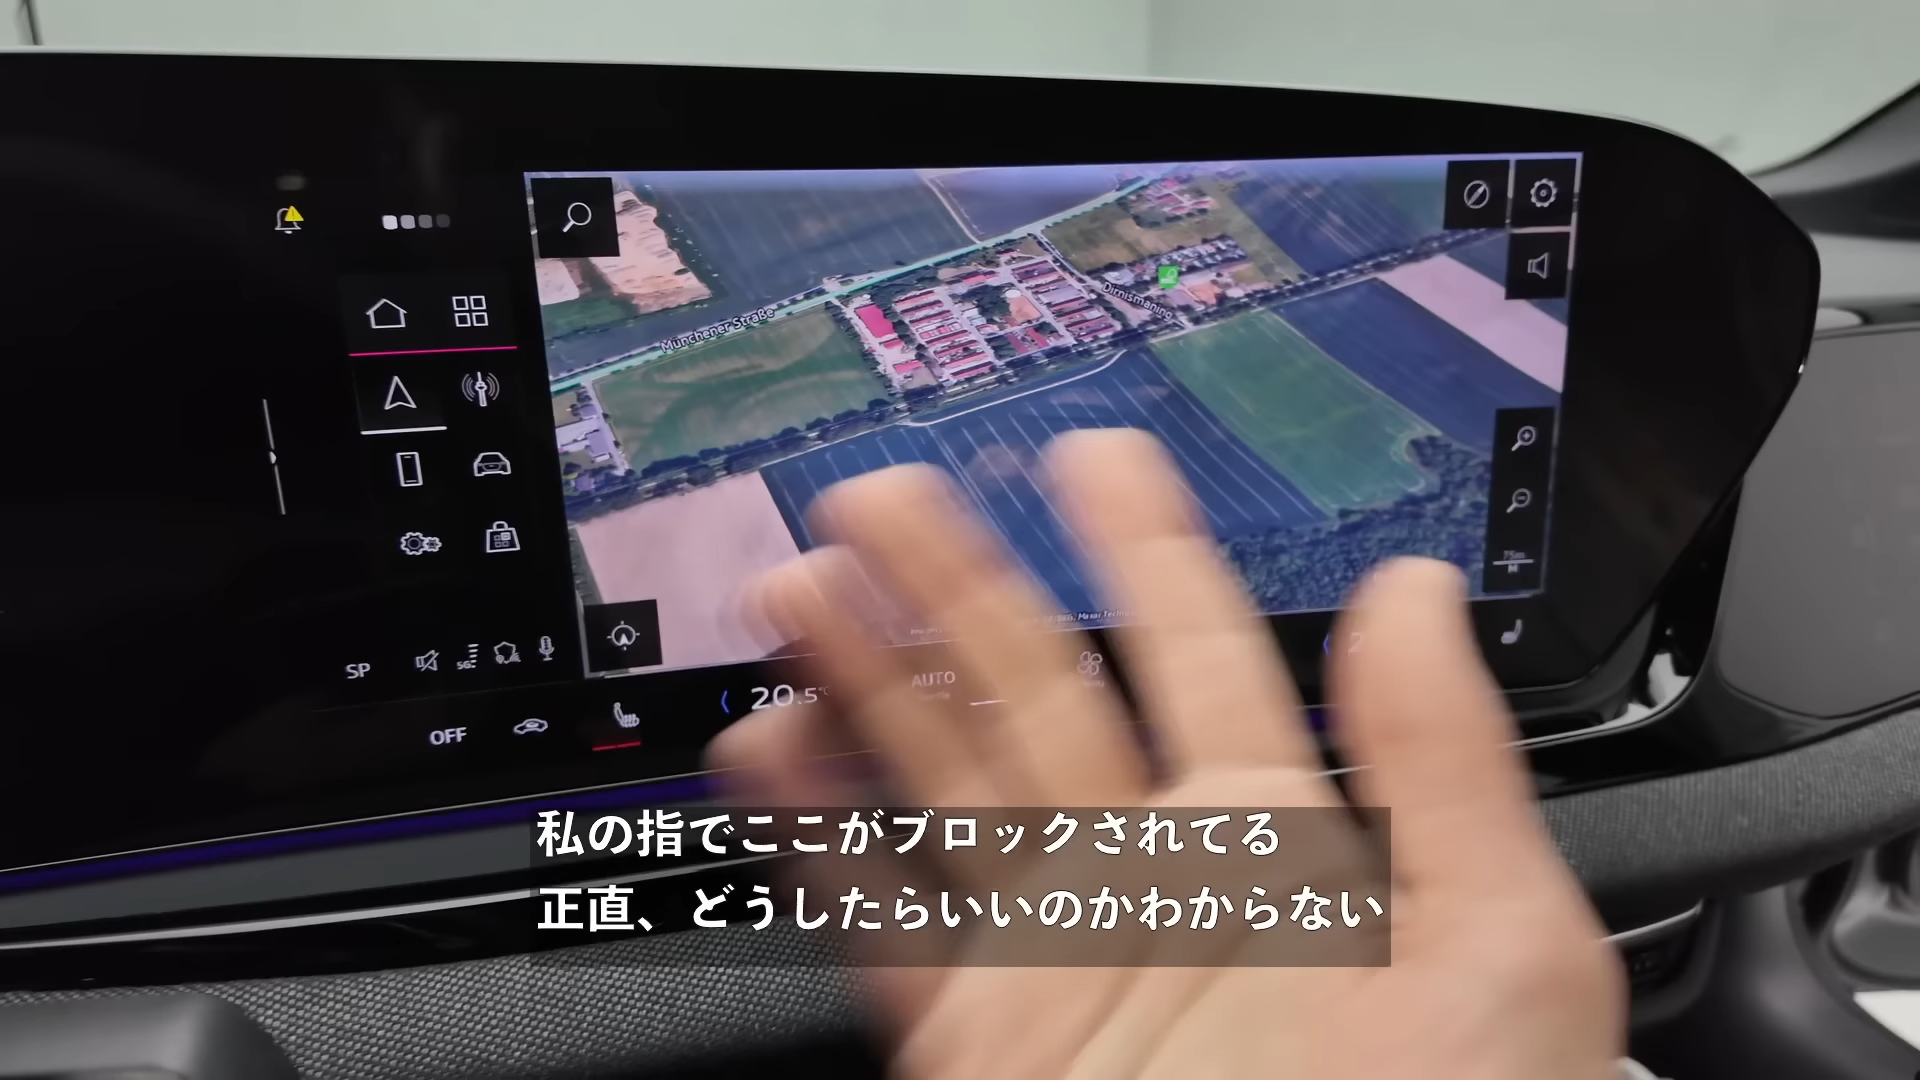 Münchener Straße
Dirnismaning
75m
SP
5G
OFF
20.5°C
AUTO
私の指でここがブロックされてる
正直、どうしたらいいのかわからない